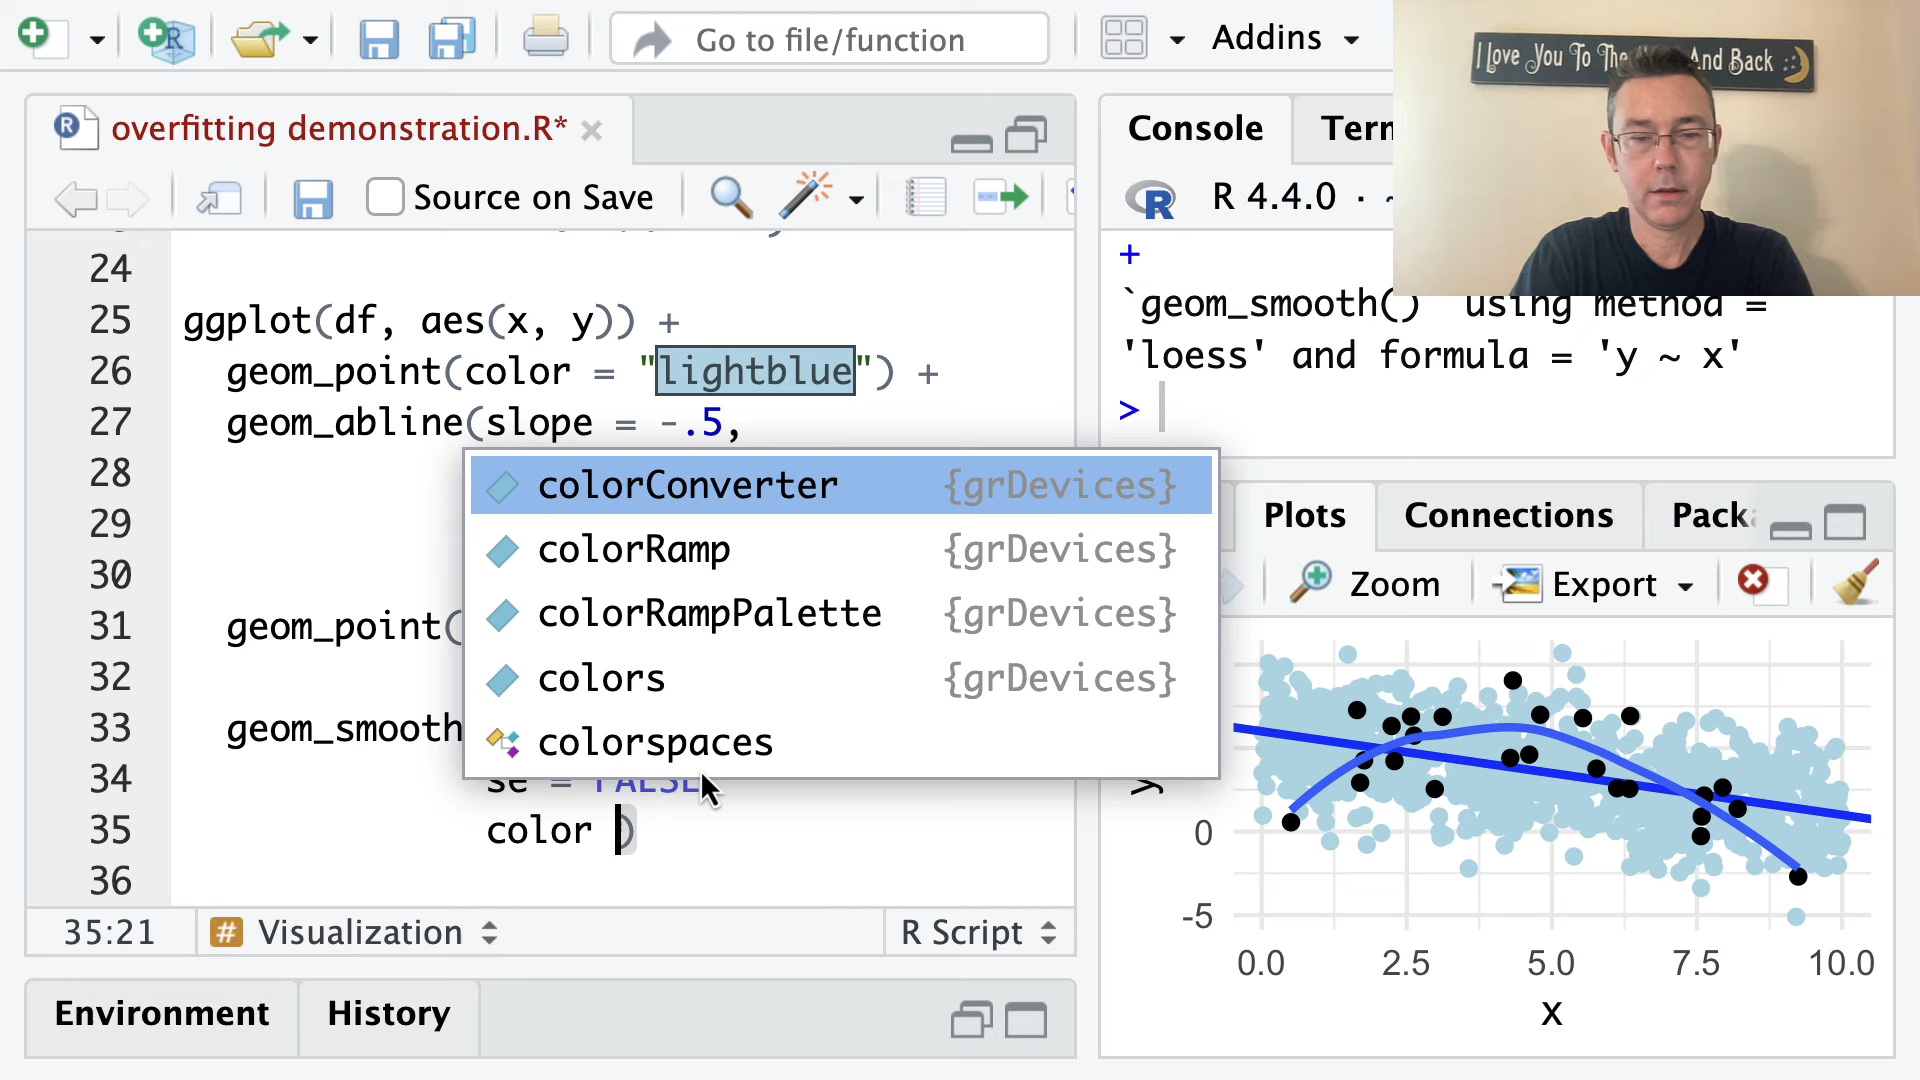 Go to file/function
Addins
I Love You To The And Back
overfitting demonstration.R*
Source on Save
24
25 ggplot(df, aes(x, y)) +
26 geom_point(color = "lightblue") +
27 geom_abline(slope = -.5,
28
29
30
31 geom_point(
32
33 geom_smooth
34 se = FALSE
35 color )
36
colorConverter {grDevices}
colorRamp {grDevices}
colorRampPalette {grDevices}
colors {grDevices}
colorspaces
35:21 # Visualization R Script
Environment History
Console Tern
R 4.4.0 · ~
+
`geom_smooth()` using method =
'loess' and formula = 'y ~ x'
>
Plots Connections Packa
Zoom Export
y
0
-5
0.0 2.5 5.0 7.5 10.0
x